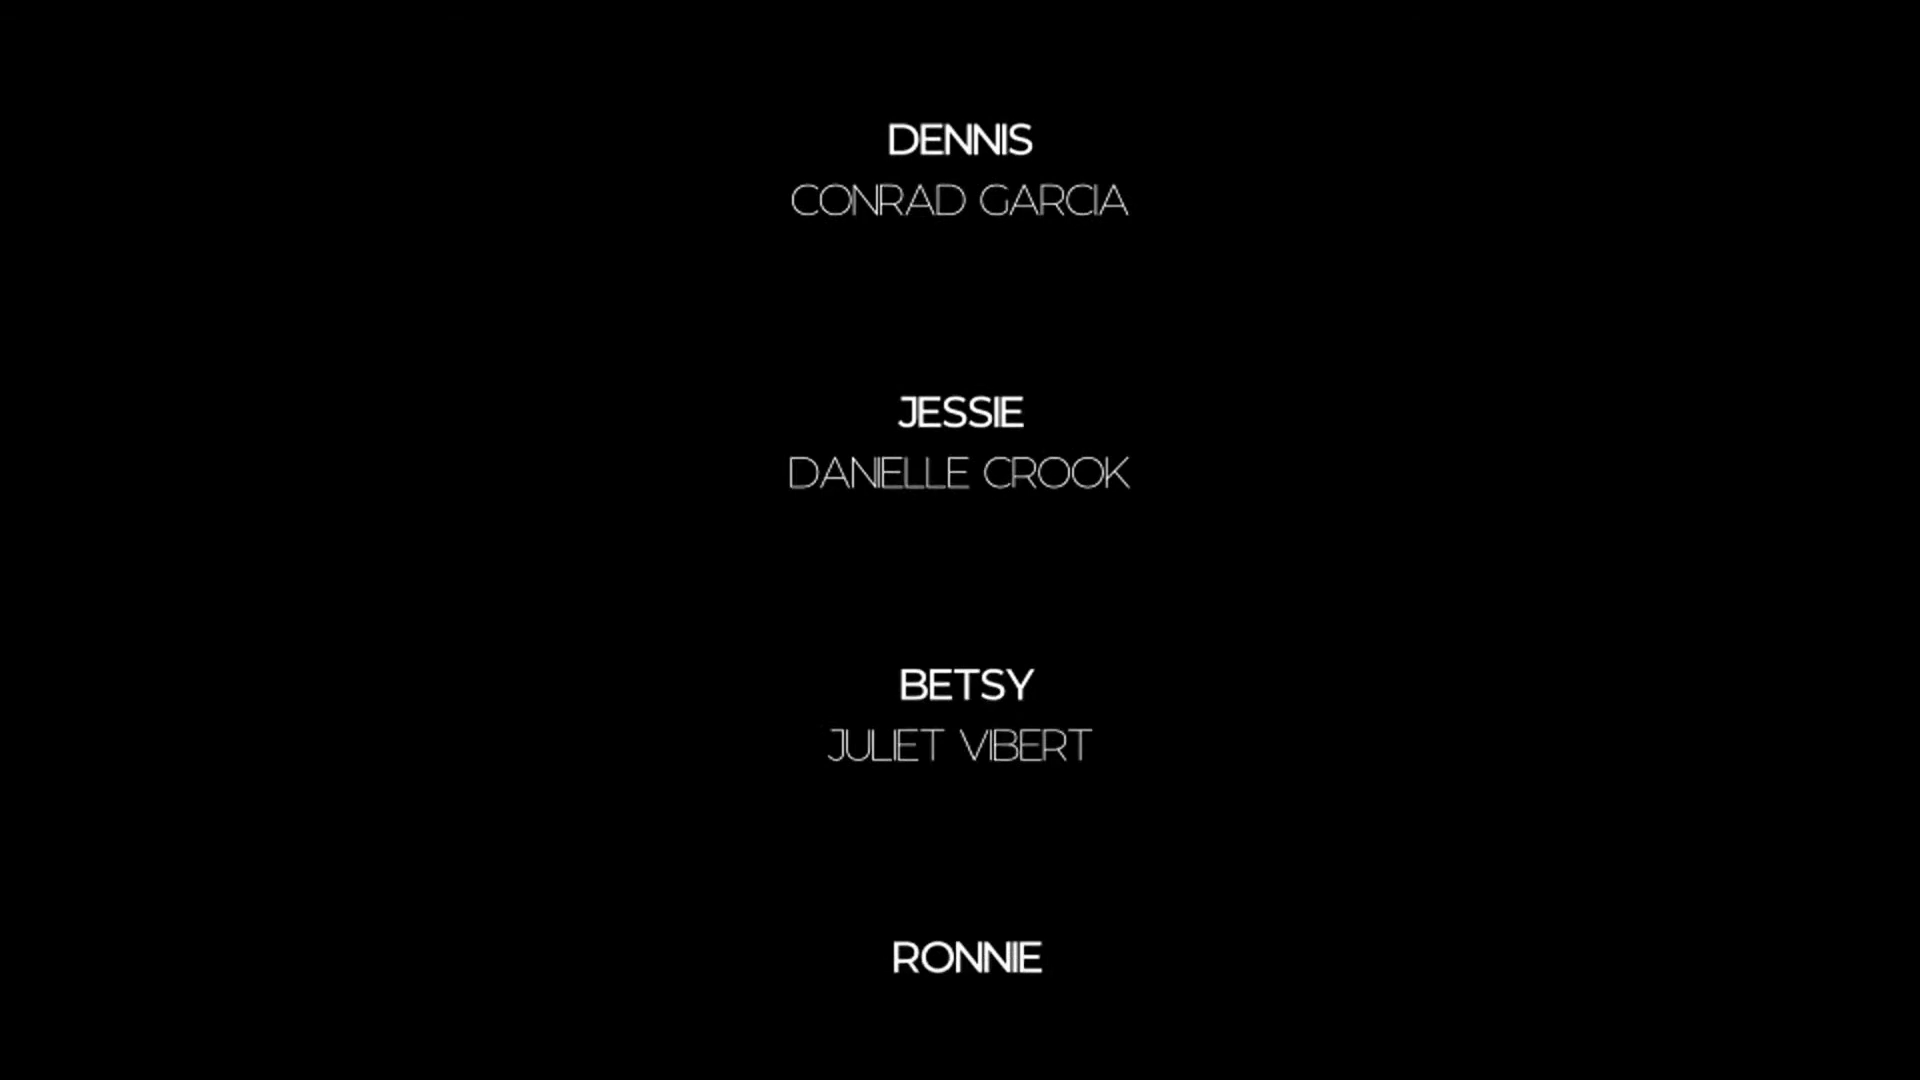 DENNIS
CONRAD GARCIA
JESSIE
DANIELLE CROOK
BETSY
JULIET VIBERT
RONNIE